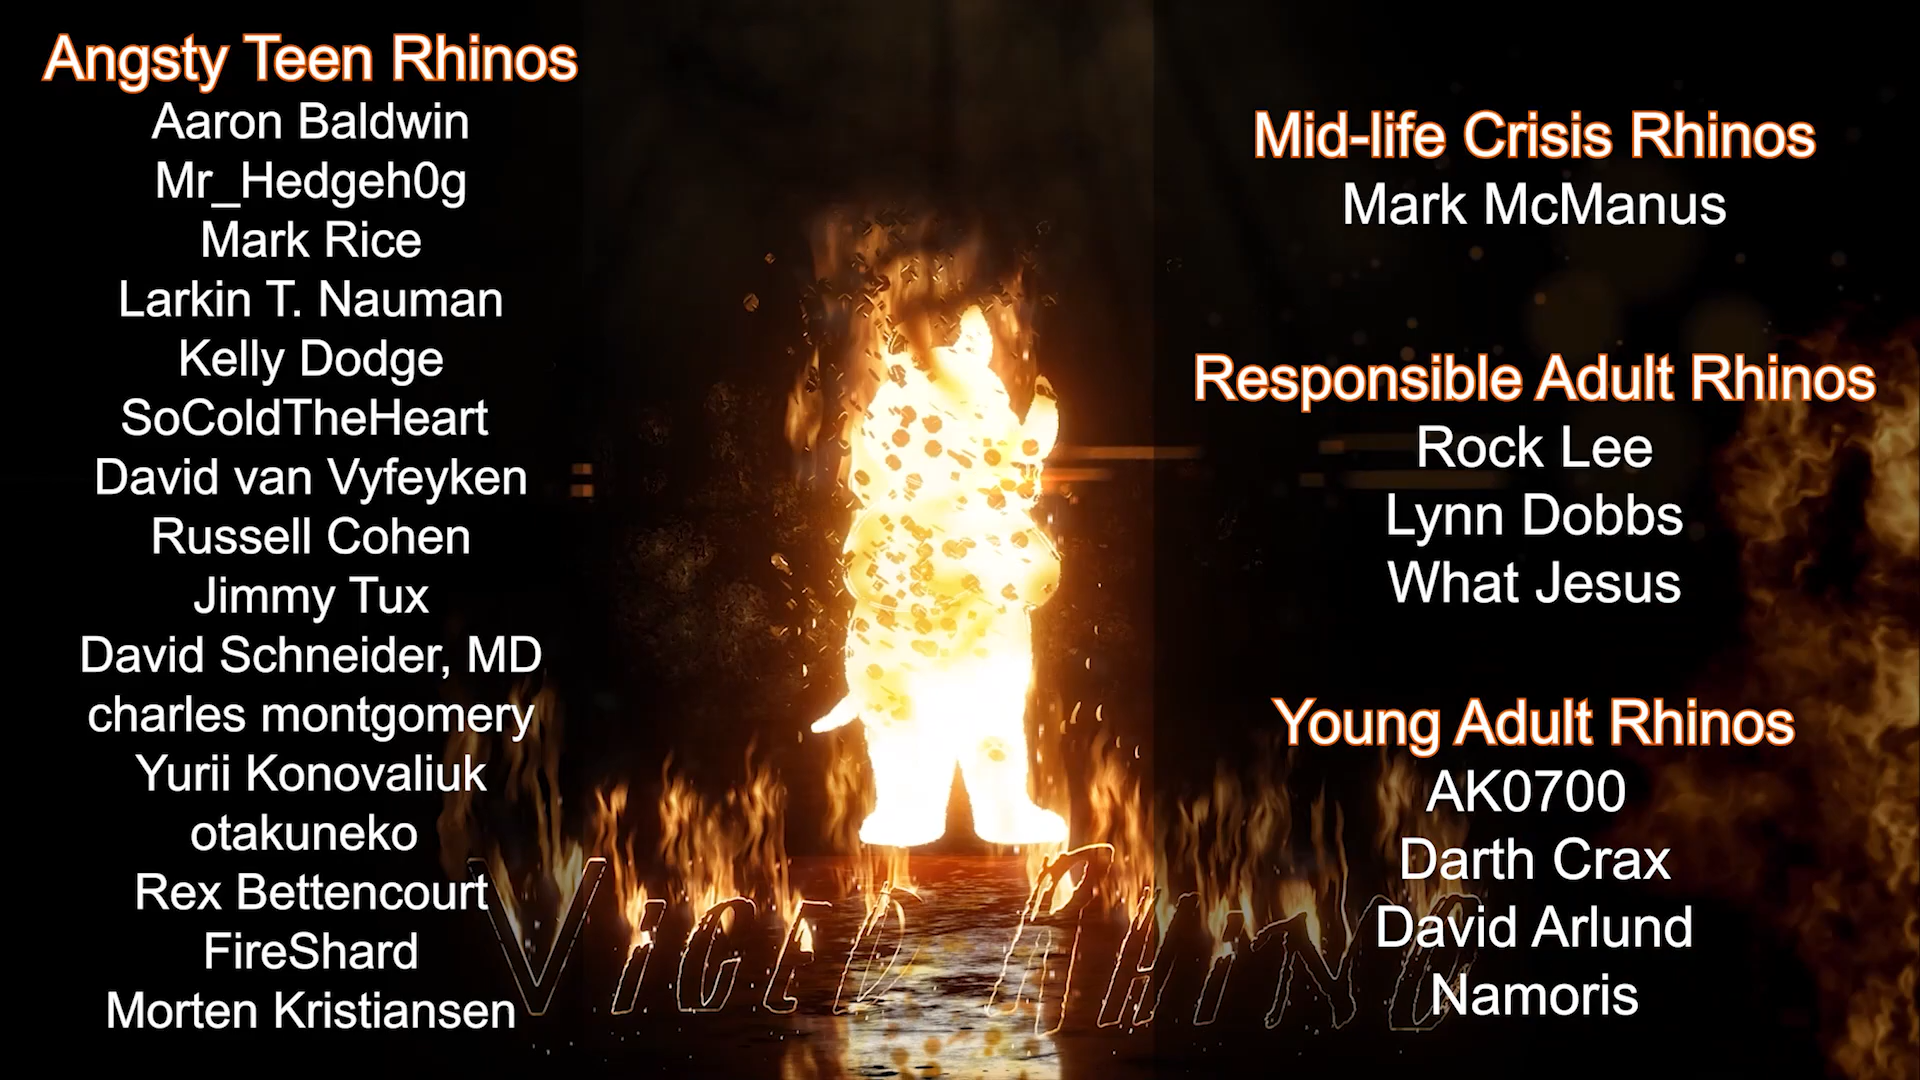 Angsty Teen Rhinos
Aaron Baldwin
Mr_Hedgeh0g
Mark Rice
Larkin T. Nauman
Kelly Dodge
SoColdTheHeart
David van Vyfeyken
Russell Cohen
Jimmy Tux
David Schneider, MD
charles montgomery
Yurii Konovaliuk
otakuneko
Rex Bettencourt
FireShard
Morten Kristiansen
Mid-life Crisis Rhinos
Mark McManus
Responsible Adult Rhinos
Rock Lee
Lynn Dobbs
What Jesus
Young Adult Rhinos
AK0700
Darth Crax
David Arlund
Namoris
Viced Rhino